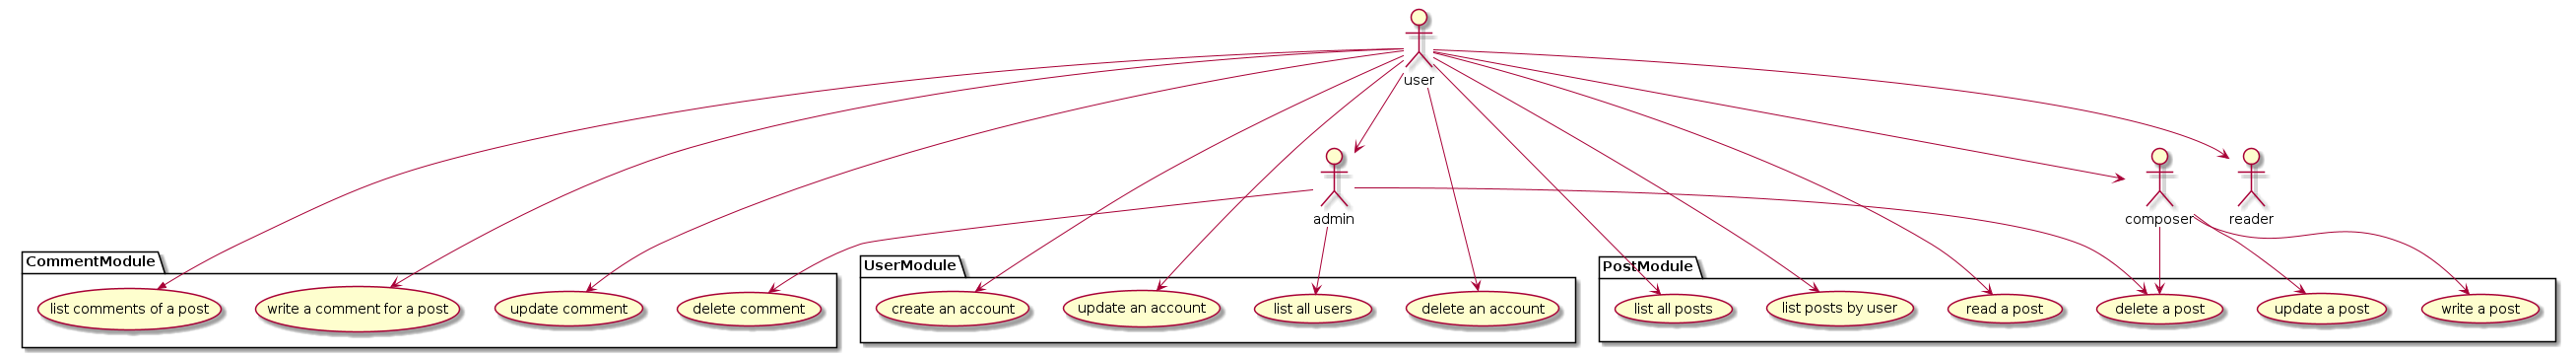 user
admin
composer
reader
CommentModule
UserModule
PostModule
list comments of a post
write a comment for a post
update comment
delete comment
create an account
update an account
list all users
delete an account
list all posts
list posts by user
read a post
delete a post
update a post
write a post